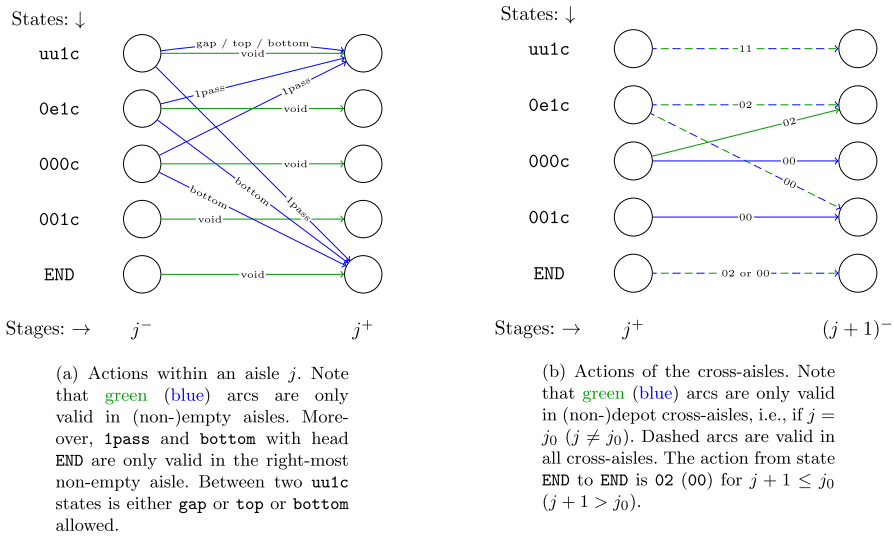 States: ↓
uu1c
0e1c
000c
001c
END
gap / top / bottom
void
1pass
void
1pass
void
bottom
bottom
1pass
void
void
Stages: →
j⁻
j⁺
(a) Actions within an aisle j. Note
that green (blue) arcs are only
valid in (non-)empty aisles. More-
over, 1pass and bottom with head
END are only valid in the right-most
non-empty aisle. Between two uu1c
states is either gap or top or bottom
allowed.
States: ↓
uu1c
0e1c
000c
001c
END
11
02
02
00
00
00
02 or 00
Stages: →
j⁺
(j + 1)⁻
(b) Actions of the cross-aisles. Note
that green (blue) arcs are only valid
in (non-)depot cross-aisles, i.e., if j =
j₀ (j ≠ j₀). Dashed arcs are valid in
all cross-aisles. The action from state
END to END is 02 (00) for j + 1 ≤ j₀
(j + 1 > j₀).